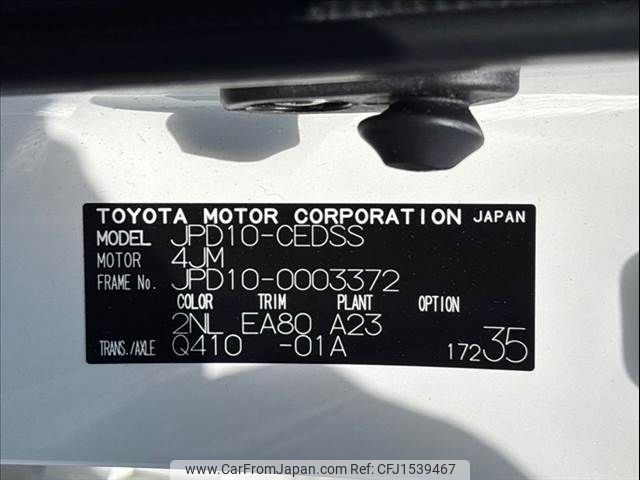 TOYOTA MOTOR CORPORATION JAPAN
MODEL JPD10-CEDSS
MOTOR 4JM
FRAME No. JPD10-0003372
COLOR TRIM PLANT OPTION
2NL EA80 A23
TRANS./AXLE Q410 -01A 17235
www.CarFromJapan.com | ID: CFJ1539467